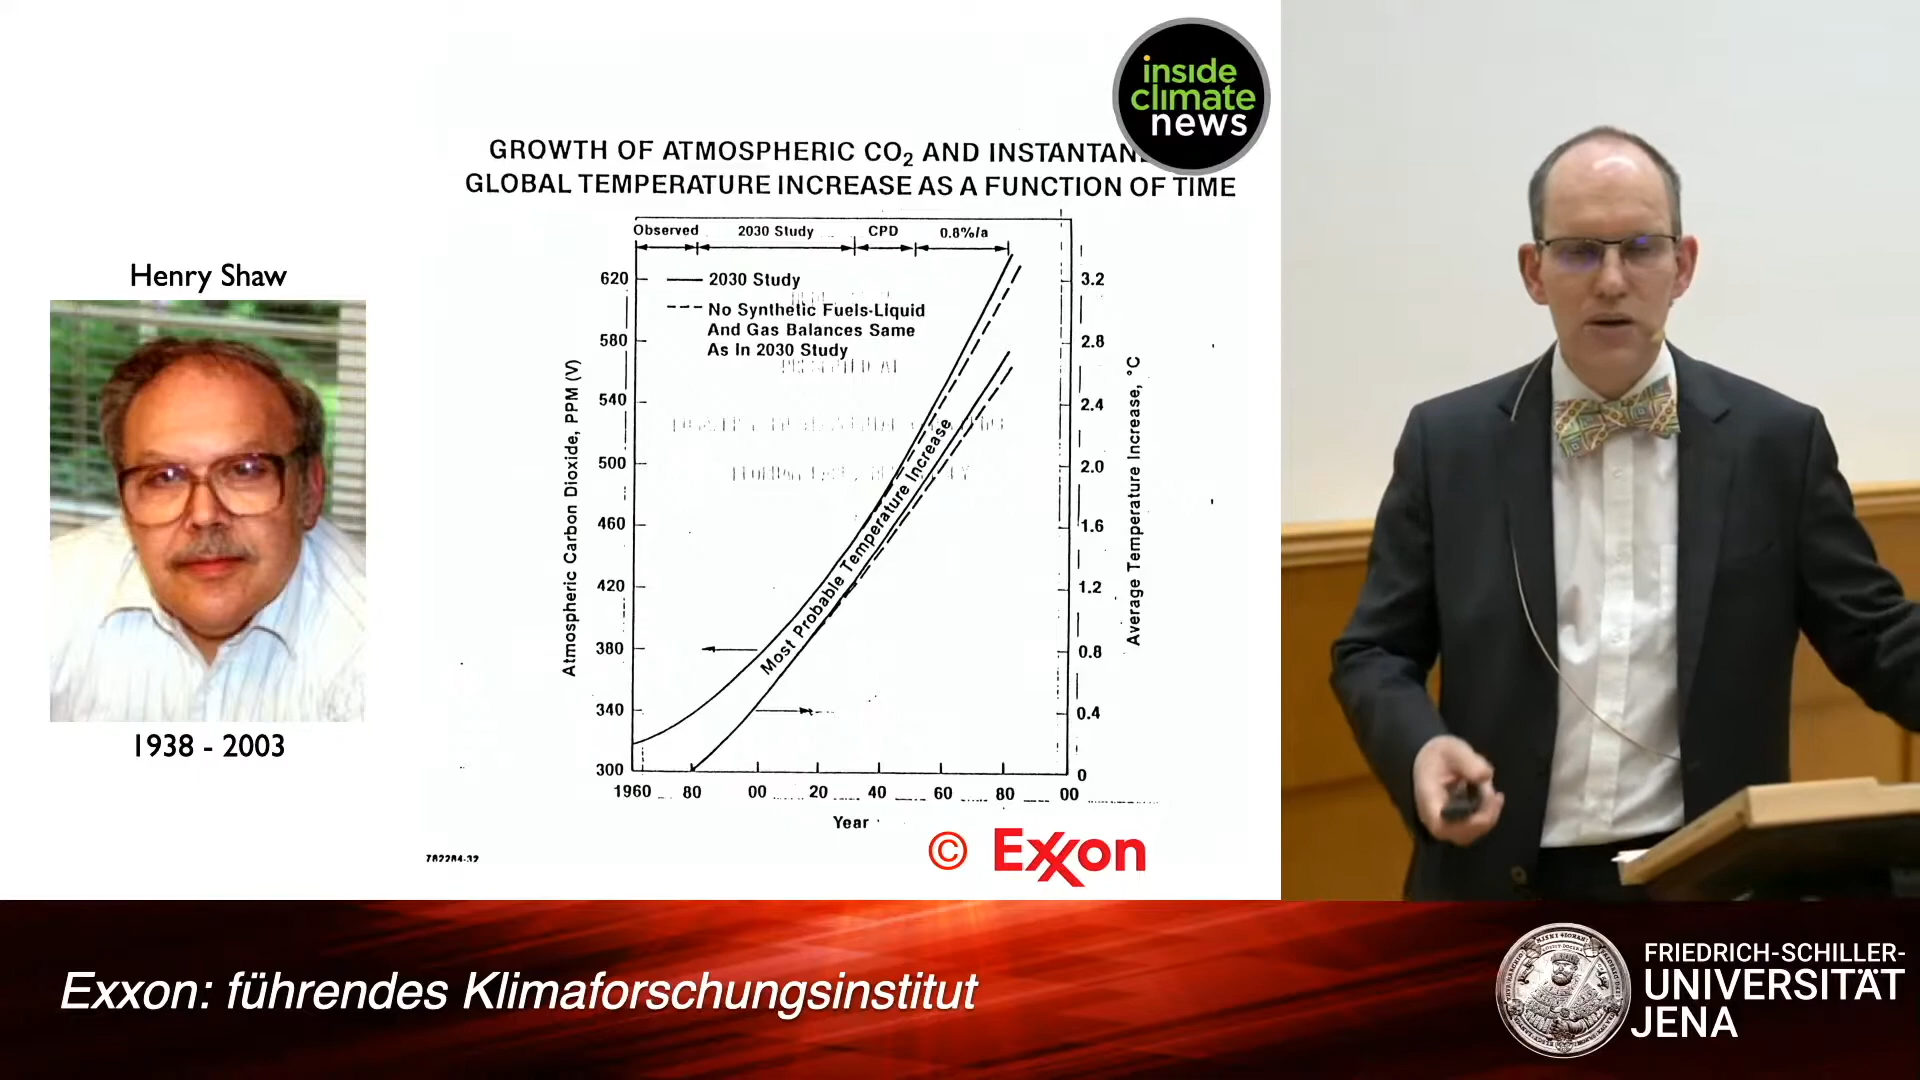 inside
climate
news
GROWTH OF ATMOSPHERIC CO₂ AND INSTANTAN
GLOBAL TEMPERATURE INCREASE AS A FUNCTION OF TIME
Henry Shaw
1938 - 2003
Observed 2030 Study CPD 0.8%/a
2030 Study
No Synthetic Fuels-Liquid
And Gas Balances Same
As In 2030 Study
Atmospheric Carbon Dioxide, PPM (V)
620
580
540
500
460
420
380
340
300
Most Probable Temperature Increase
3.2
2.8
2.4
2.0
1.6
1.2
0.8
0.4
0
Average Temperature Increase, °C
1960 80 00 20 40 60 80 00
Year
782284-32
© Exxon
Exxon: führendes Klimaforschungsinstitut
FRIEDRICH-SCHILLER-
UNIVERSITÄT
JENA